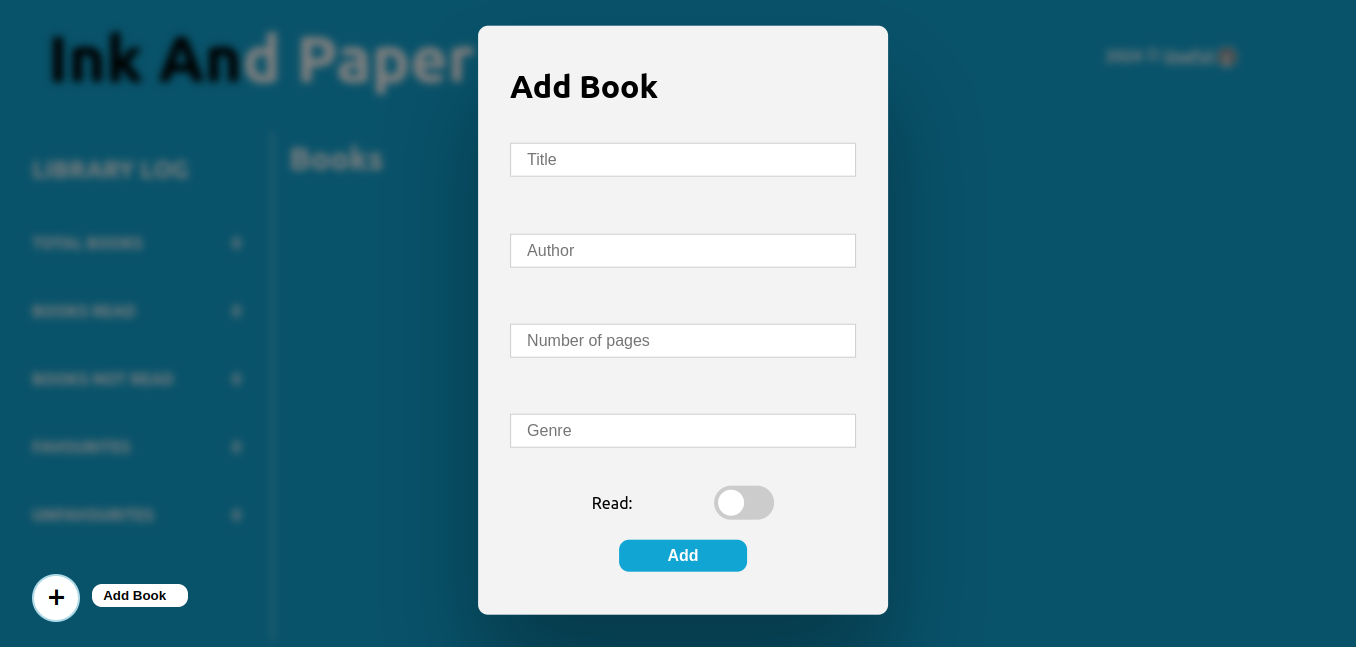 Ink And Paper
Add Book
Title
Books
LIBRARY LOG
TOTAL BOOKS 0
Author
BOOKS READ 0
Number of pages
BOOKS NOT READ 0
FAVOURITES 0
Genre
UNFAVOURITES 0
Read:
Add
+ Add Book